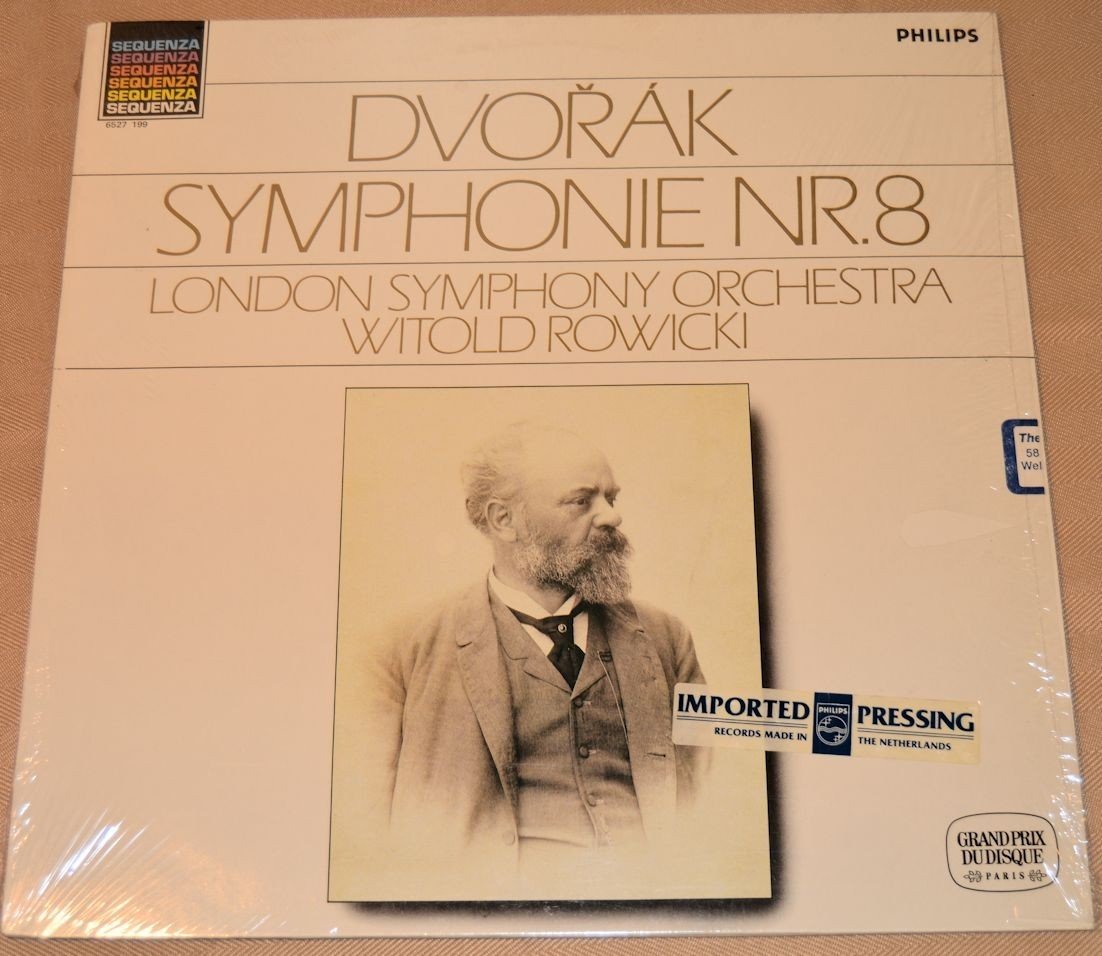 SEQUENZA
SEQUENZA
SEQUENZA
SEQUENZA
SEQUENZA
SEQUENZA
6527 199
PHILIPS
DVOŘÁK
SYMPHONIE NR.8
LONDON SYMPHONY ORCHESTRA
WITOLD ROWICKI
The
58
Wel
IMPORTED PHILIPS PRESSING
RECORDS MADE IN THE NETHERLANDS
GRAND PRIX
DU DISQUE
PARIS